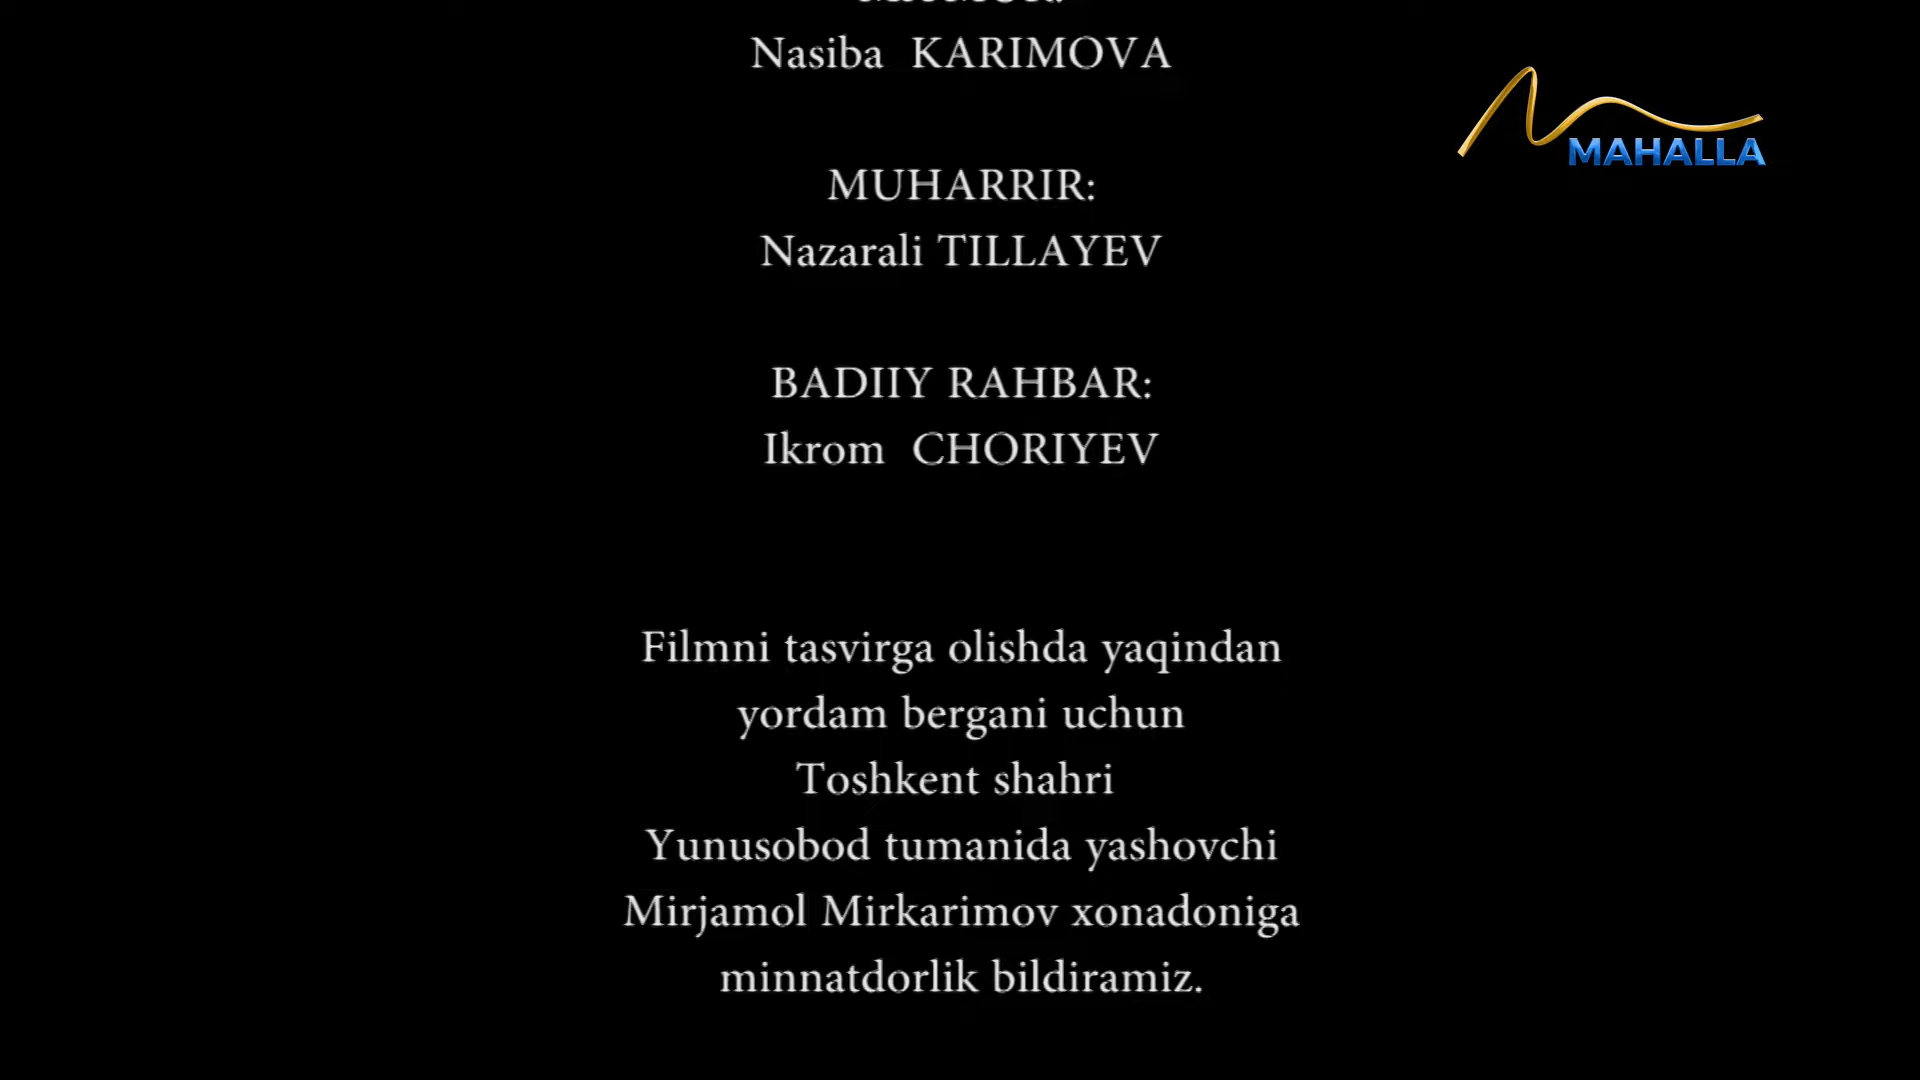 Nasiba KARIMOVA
MAHALLA
MUHARRIR:
Nazarali TILLAYEV
BADIIY RAHBAR:
Ikrom CHORIYEV
Filmni tasvirga olishda yaqindan
yordam bergani uchun
Toshkent shahri
Yunusobod tumanida yashovchi
Mirjamol Mirkarimov xonadoniga
minnatdorlik bildiramiz.